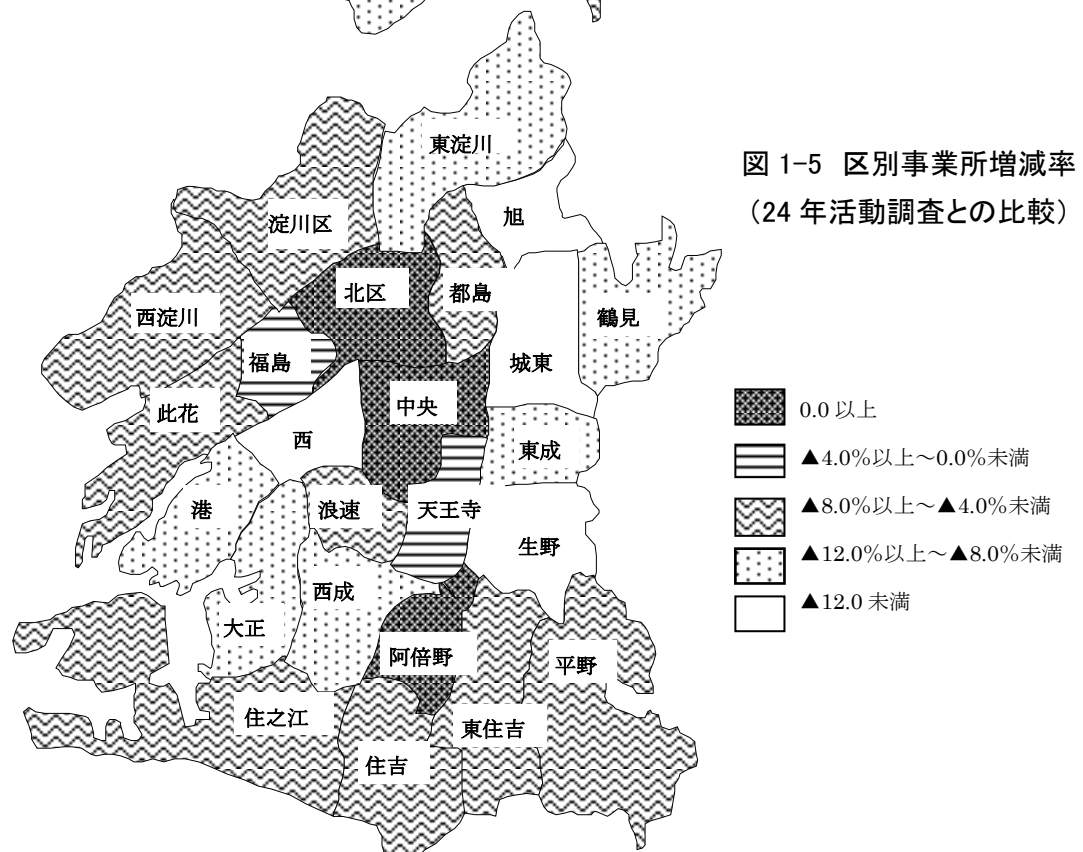 東淀川
図 1-5 区別事業所増減率
（24 年活動調査との比較）
旭
淀川区
北区
都島
西淀川
鶴見
福島
城東
0.0 以上
中央
此花
西
東成
▲4.0%以上～0.0%未満
港
浪速
天王寺
▲8.0%以上～▲4.0%未満
生野
▲12.0%以上～▲8.0%未満
西成
▲12.0 未満
大正
阿倍野
平野
住之江
東住吉
住吉